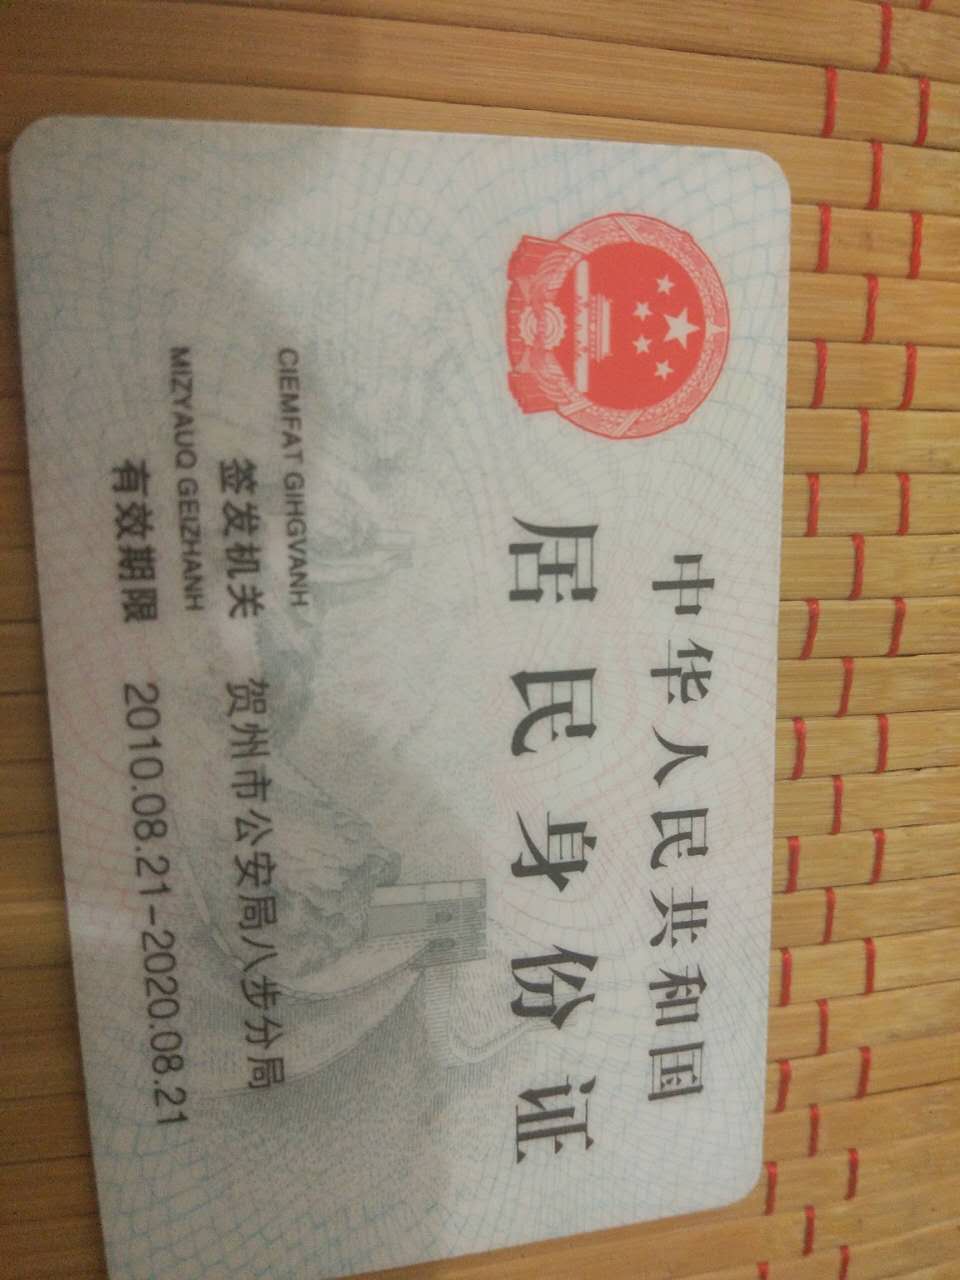 中华人民共和国
居民身份证
CIEMFAT GIHGVANH
签发机关 贺州市公安局八步分局
MIZYAUQ GEIZHANH
有效期限 2010.08.21-2020.08.21